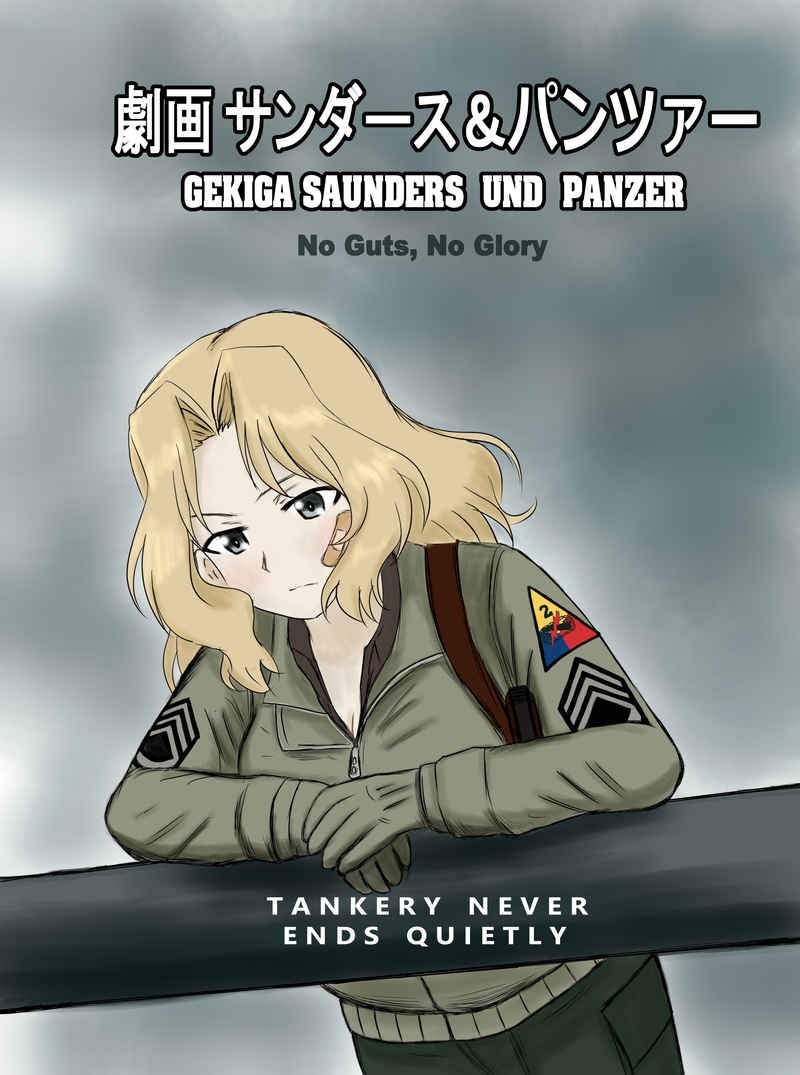 劇画 サンダース&パンツァー
GEKIGA SAUNDERS UND PANZER
No Guts, No Glory
2
TANKERY NEVER
ENDS QUIETLY